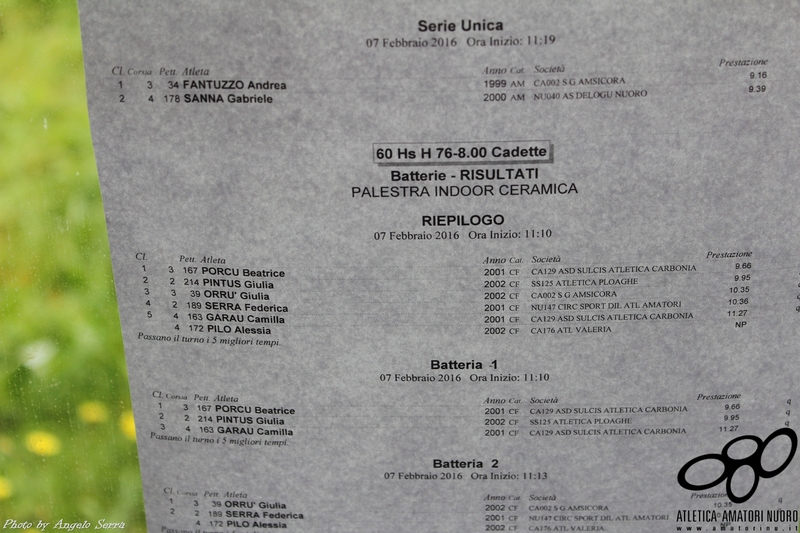 Serie Unica
07 Febbraio 2016 Ora Inizio: 11:19
Cl. Corsia Pett. Atleta Anno Cat. Società Prestazione
1 3 34 FANTUZZO Andrea 1999 AM CA002 S G AMSICORA 9.16
2 4 178 SANNA Gabriele 2000 AM NU040 AS DELOGU NUORO 9.39
60 Hs H 76-8.00 Cadette
Batterie - RISULTATI
PALESTRA INDOOR CERAMICA
RIEPILOGO
07 Febbraio 2016 Ora Inizio: 11:10
Cl. Corsia Pett. Atleta Anno Cat. Società Prestazione
1 3 167 PORCU Beatrice 2001 CF CA129 ASD SULCIS ATLETICA CARBONIA 9.66
2 2 214 PINTUS Giulia 2002 CF SS125 ATLETICA PLOAGHE 9.95
3 3 39 ORRU' Giulia 2002 CF CA002 S G AMSICORA 10.35
4 2 189 SERRA Federica 2001 CF NU147 CIRC SPORT DIL ATL AMATORI 10.36
5 4 163 GARAU Camilla 2001 CF CA129 ASD SULCIS ATLETICA CARBONIA 11.27
4 172 PILO Alessia 2002 CF CA176 ATL VALERIA NP
Passano il turno i 5 migliori tempi.
Batteria 1
07 Febbraio 2016 Ora Inizio: 11:10
Cl. Corsia Pett. Atleta Anno Cat. Società Prestazione
1 3 167 PORCU Beatrice 2001 CF CA129 ASD SULCIS ATLETICA CARBONIA 9.66 q
2 2 214 PINTUS Giulia 2002 CF SS125 ATLETICA PLOAGHE 9.95 q
3 4 163 GARAU Camilla 2001 CF CA129 ASD SULCIS ATLETICA CARBONIA 11.27 q
Passano il turno i 5 migliori tempi.
Batteria 2
07 Febbraio 2016 Ora Inizio: 11:13
Cl. Corsia Pett. Atleta Anno Cat. Società
1 3 39 ORRU' Giulia 2002 CF CA002 S G AMSICORA
2 2 189 SERRA Federica 2001 CF NU147 CIRC SPORT DIL ATL AMATORI
4 172 PILO Alessia 2002 CF CA176 ATL VALERIA
ATLETICA AMATORI NUORO
www.amatorinu.it
Photo by Angelo Serra